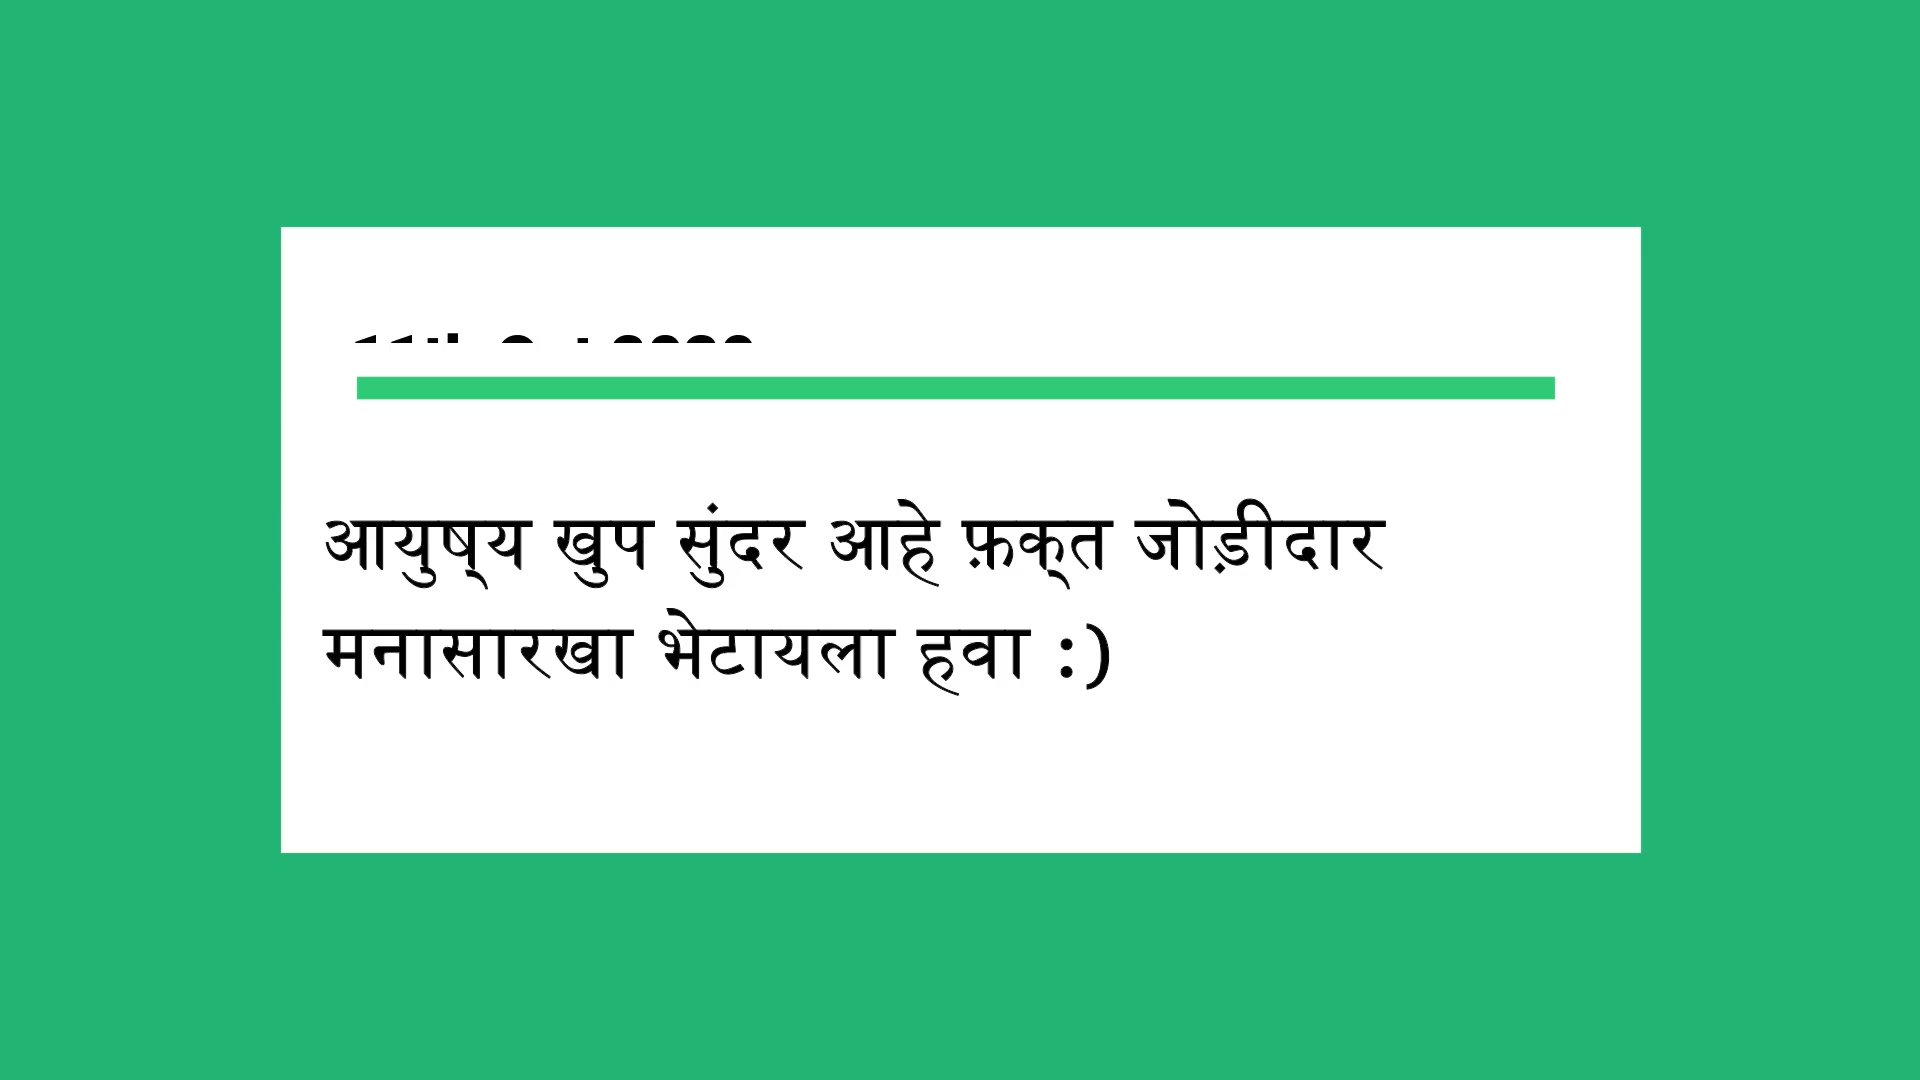 आयुष्य खुप सुंदर आहे फ़क्त जोड़ीदार
मनासारखा भेटायला हवा :)